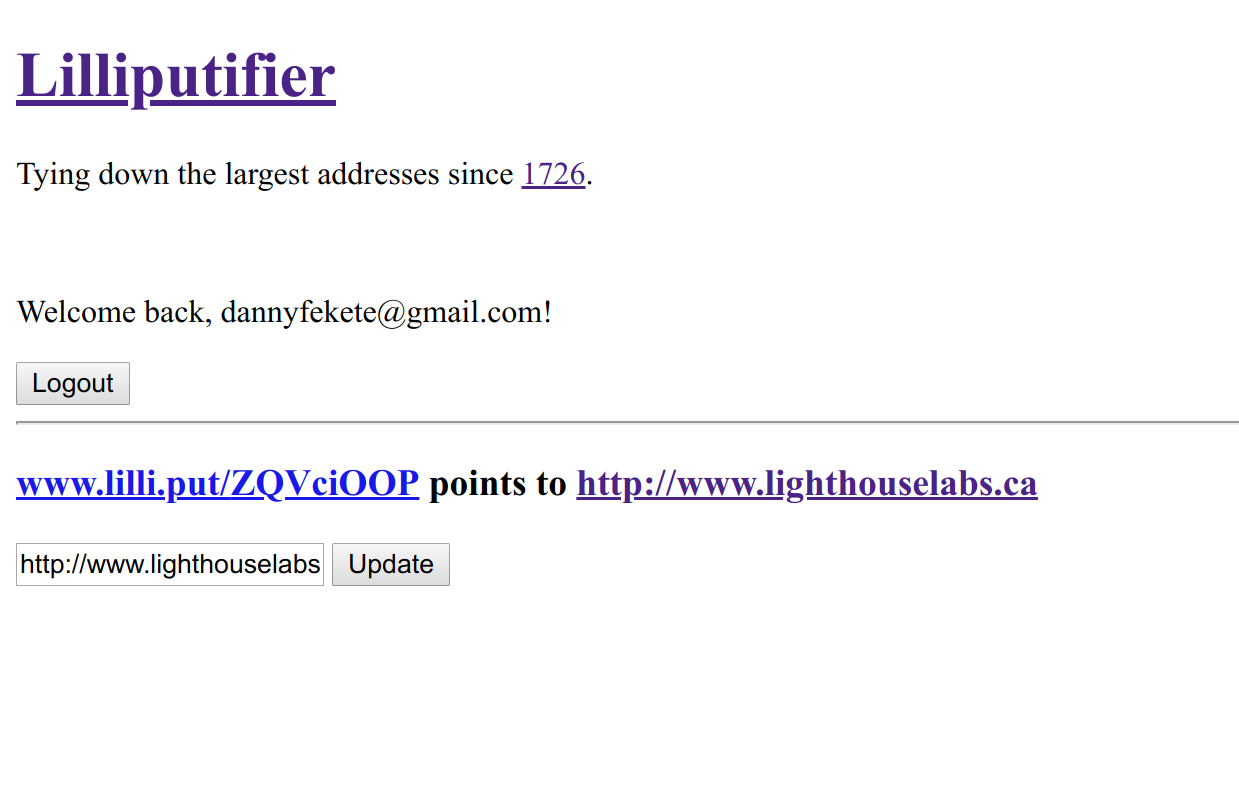 Lilliputifier
Tying down the largest addresses since 1726.
Welcome back, dannyfekete@gmail.com!
Logout
www.lilli.put/ZQVciOOP points to http://www.lighthouselabs.ca
http://www.lighthouselabs Update